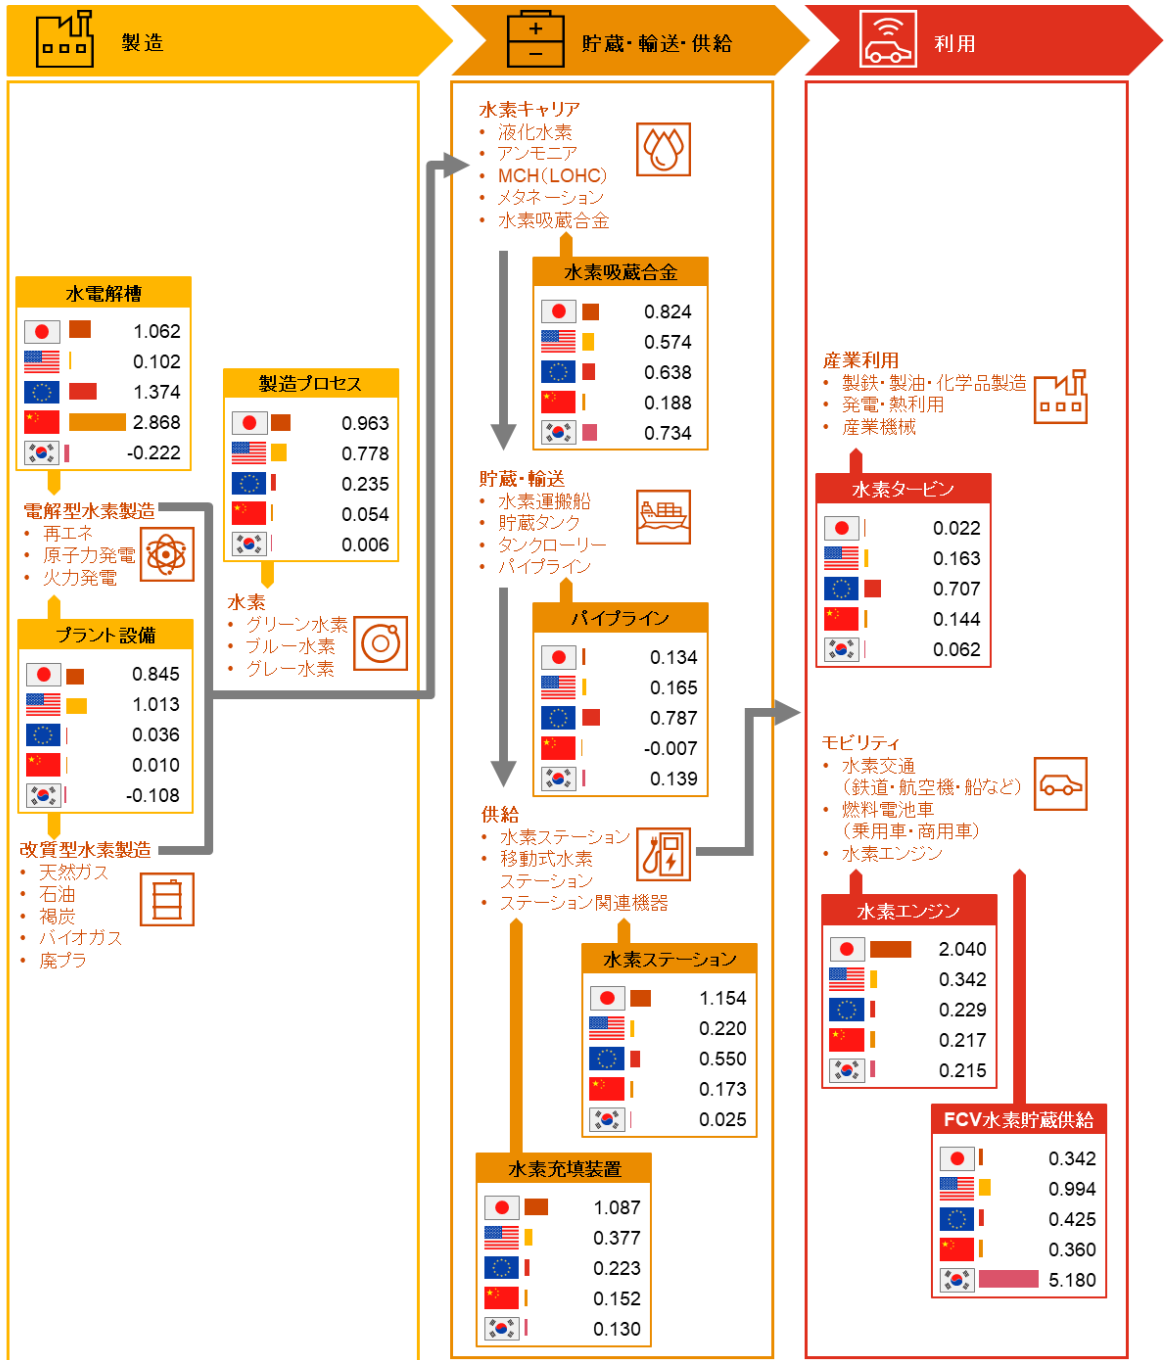 製造
貯蔵・輸送・供給
利用
水電解槽
1.062
0.102
1.374
2.868
-0.222
電解型水素製造
• 再エネ
• 原子力発電
• 火力発電
プラント設備
0.845
1.013
0.036
0.010
-0.108
改質型水素製造
• 天然ガス
• 石油
• 褐炭
• バイオガス
• 廃プラ
製造プロセス
0.963
0.778
0.235
0.054
0.006
水素
• グリーン水素
• ブルー水素
• グレー水素
水素キャリア
• 液化水素
• アンモニア
• MCH(LOHC)
• メタネーション
• 水素吸蔵合金
水素吸蔵合金
0.824
0.574
0.638
0.188
0.734
貯蔵・輸送
• 水素運搬船
• 貯蔵タンク
• タンクローリー
• パイプライン
パイプライン
0.134
0.165
0.787
-0.007
0.139
供給
• 水素ステーション
• 移動式水素
ステーション
• ステーション関連機器
水素ステーション
1.154
0.220
0.550
0.173
0.025
水素充填装置
1.087
0.377
0.223
0.152
0.130
産業利用
• 製鉄・製油・化学品製造
• 発電・熱利用
• 産業機械
水素タービン
0.022
0.163
0.707
0.144
0.062
モビリティ
• 水素交通
(鉄道・航空機・船など)
• 燃料電池車
(乗用車・商用車)
• 水素エンジン
水素エンジン
2.040
0.342
0.229
0.217
0.215
FCV水素貯蔵供給
0.342
0.994
0.425
0.360
5.180